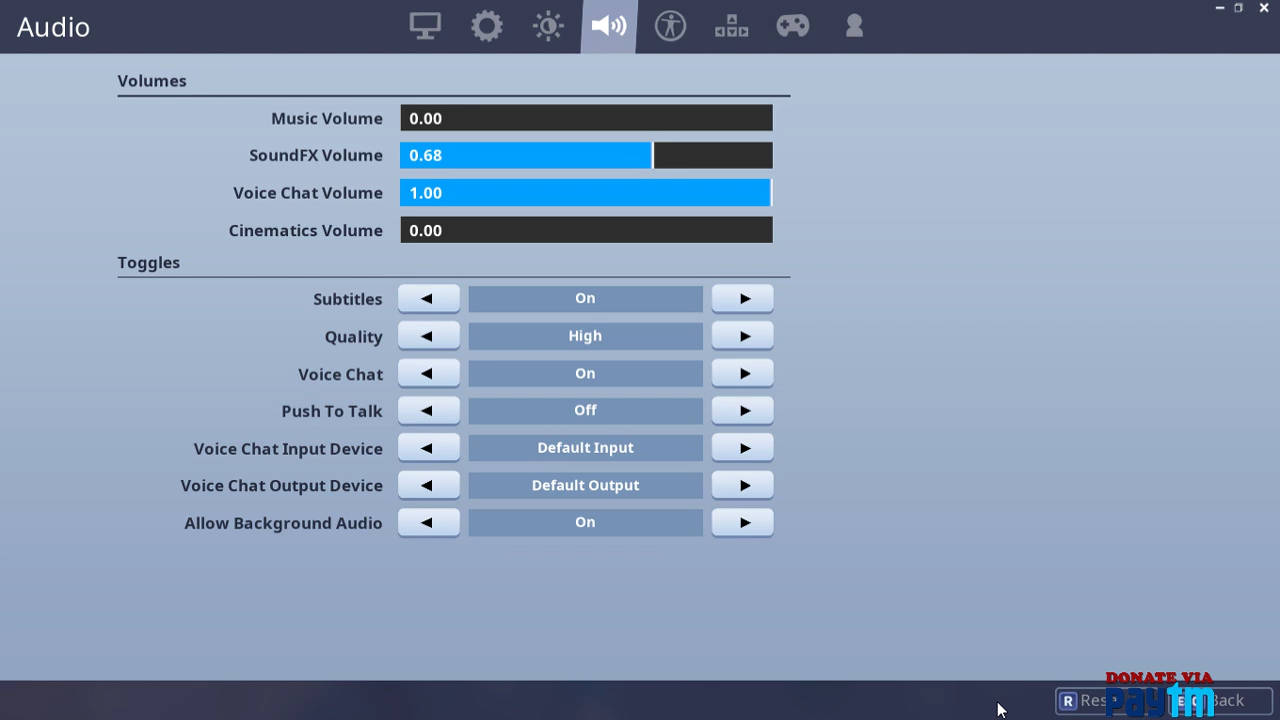 Audio
Volumes
Music Volume 0.00
SoundFX Volume 0.68
Voice Chat Volume 1.00
Cinematics Volume 0.00
Toggles
Subtitles On
Quality High
Voice Chat On
Push To Talk Off
Voice Chat Input Device Default Input
Voice Chat Output Device Default Output
Allow Background Audio On
DONATE VIA
R Back
paytm